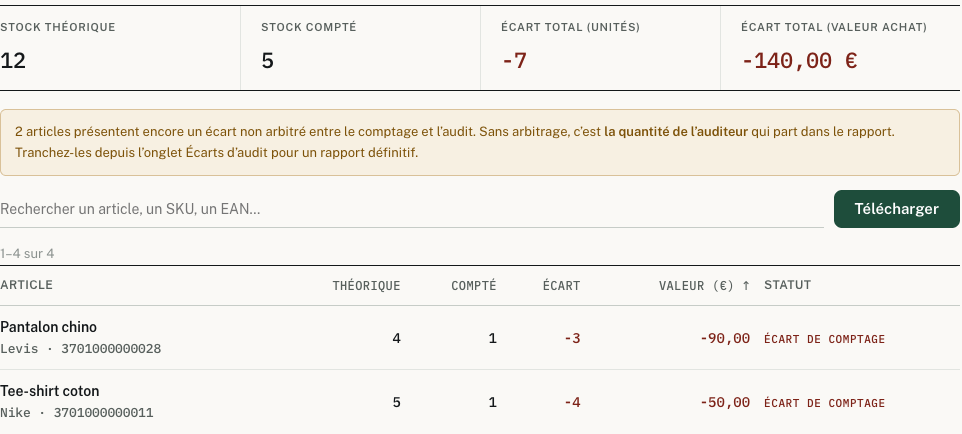 STOCK THÉORIQUE
STOCK COMPTÉ
ÉCART TOTAL (UNITÉS)
ÉCART TOTAL (VALEUR ACHAT)
12
5
-7
-140,00 €
2 articles présentent encore un écart non arbitré entre le comptage et l’audit. Sans arbitrage, c’est la quantité de l’auditeur qui part dans le rapport.
Tranchez-les depuis l’onglet Écarts d’audit pour un rapport définitif.
Rechercher un article, un SKU, un EAN…
Télécharger
1–4 sur 4
ARTICLE THÉORIQUE COMPTÉ ÉCART VALEUR (€) ↑ STATUT
Pantalon chino
Levis · 3701000000028
4 1 -3 -90,00 ÉCART DE COMPTAGE
Tee-shirt coton
Nike · 3701000000011
5 1 -4 -50,00 ÉCART DE COMPTAGE